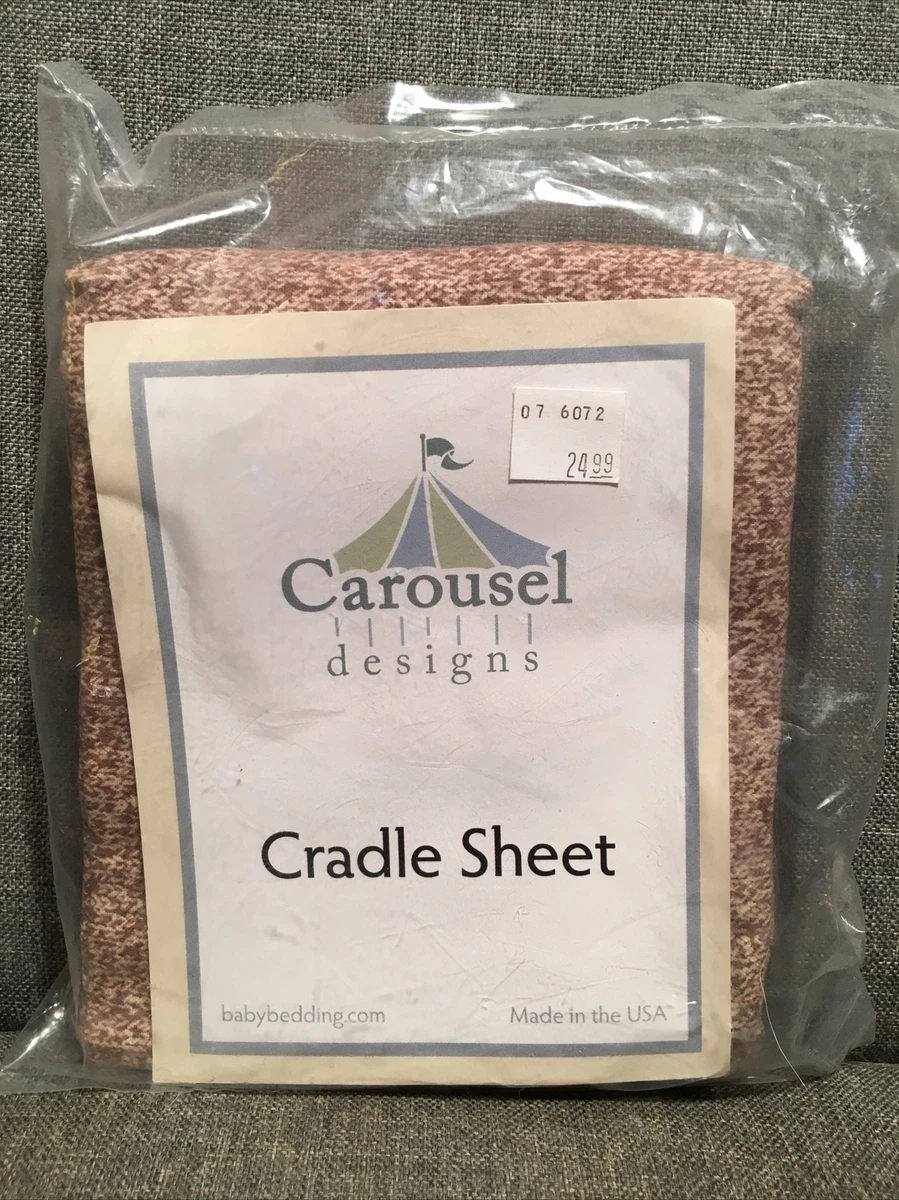 07 6072
24 99
Carousel
designs
Cradle Sheet
babybedding.com
Made in the USA